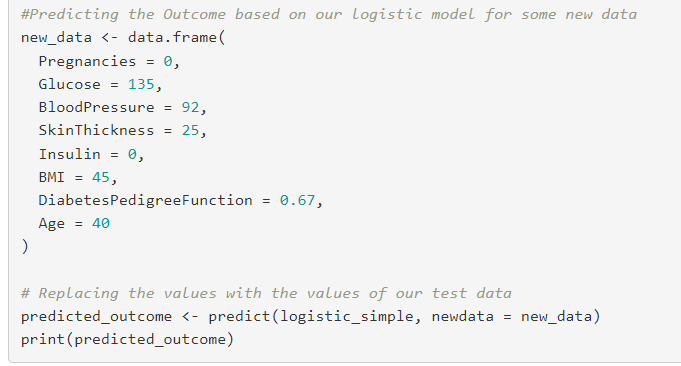 #Predicting the Outcome based on our logistic model for some new data
new_data <- data.frame(
  Pregnancies = 0,
  Glucose = 135,
  BloodPressure = 92,
  SkinThickness = 25,
  Insulin = 0,
  BMI = 45,
  DiabetesPedigreeFunction = 0.67,
  Age = 40
)

# Replacing the values with the values of our test data
predicted_outcome <- predict(logistic_simple, newdata = new_data)
print(predicted_outcome)